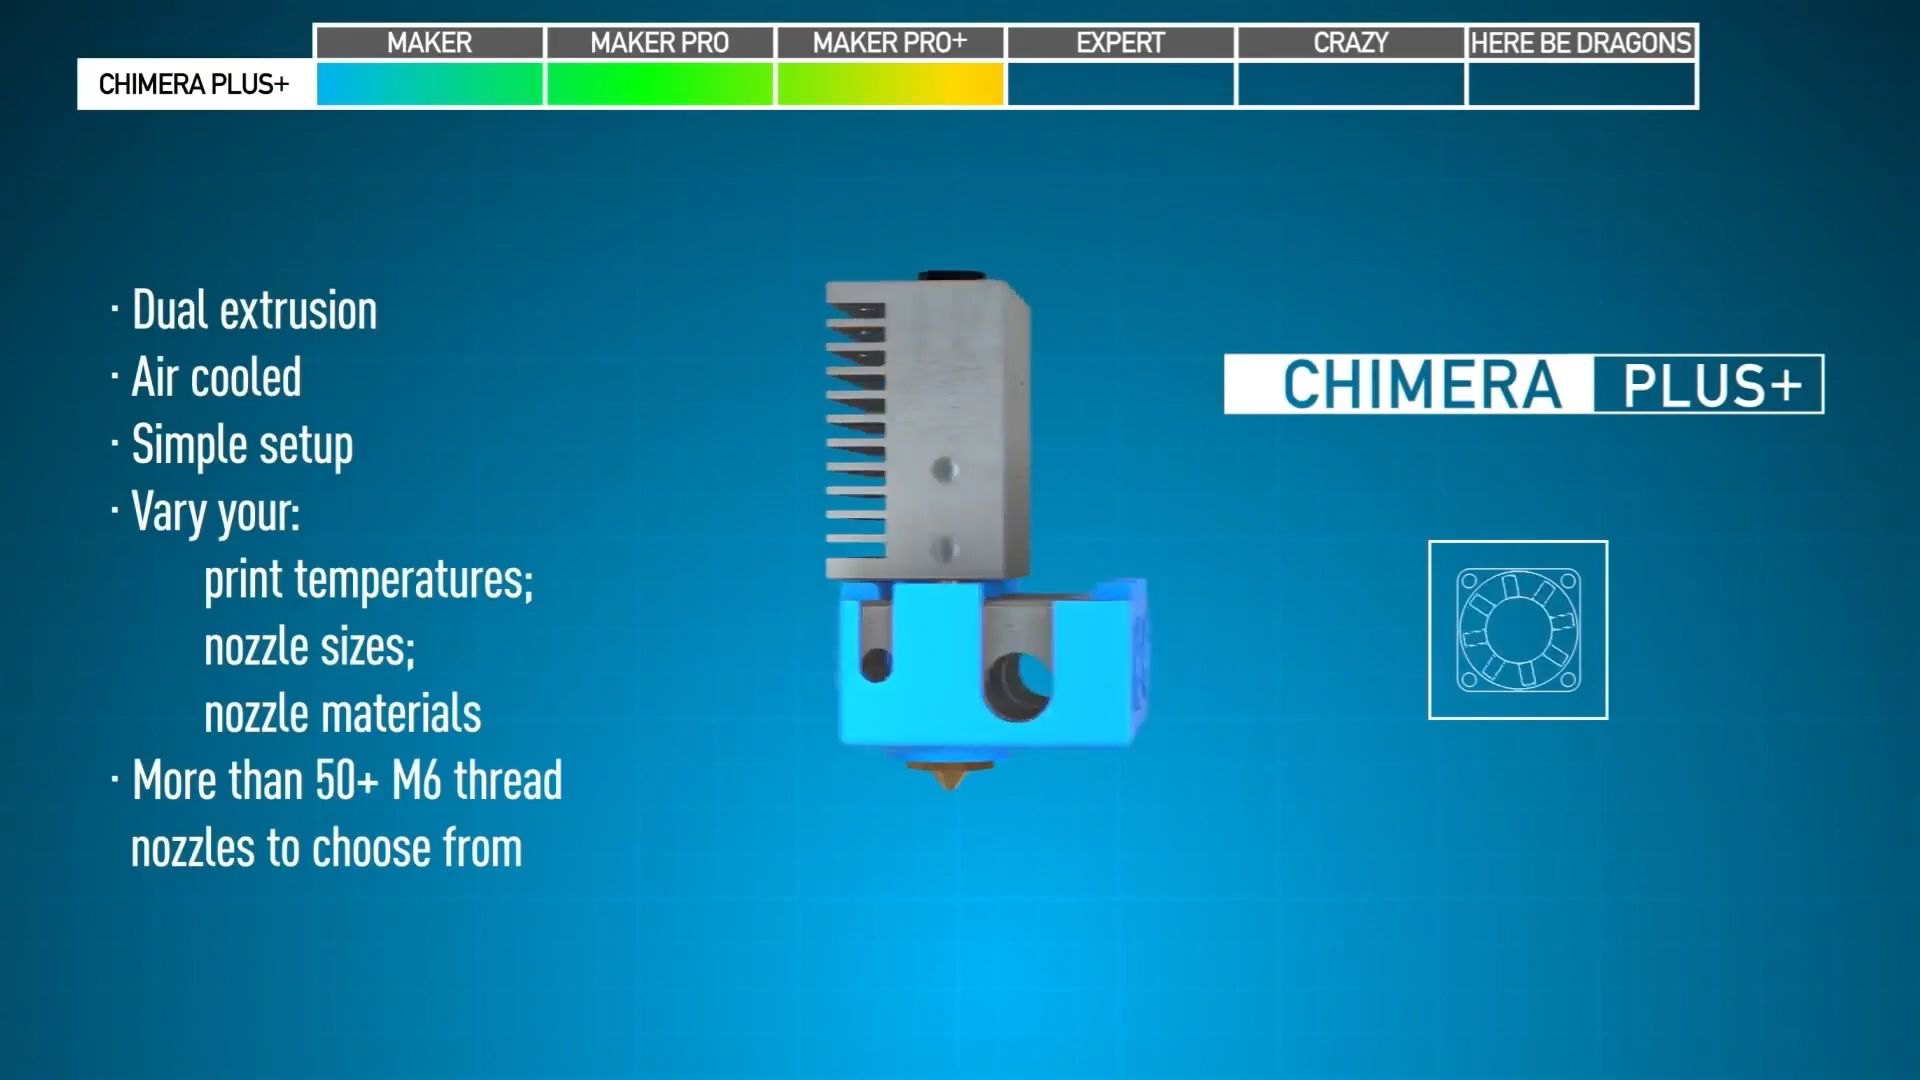 MAKER
MAKER PRO
MAKER PRO+
EXPERT
CRAZY
HERE BE DRAGONS
CHIMERA PLUS+
· Dual extrusion
· Air cooled
· Simple setup
· Vary your:
print temperatures;
nozzle sizes;
nozzle materials
· More than 50+ M6 thread
nozzles to choose from
CHIMERA PLUS+